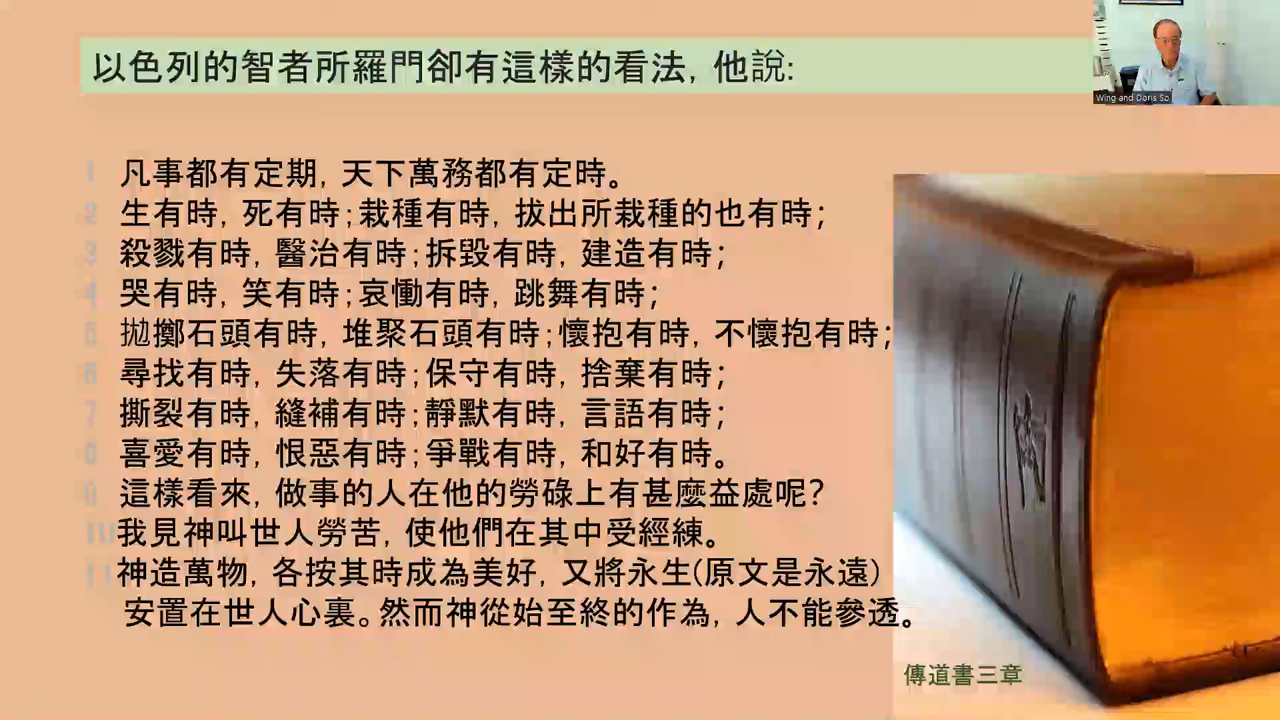 以色列的智者所羅門卻有這樣的看法, 他說:
Wing and Doris So
1 凡事都有定期, 天下萬務都有定時。
2 生有時, 死有時;栽種有時, 拔出所栽種的也有時;
3 殺戮有時, 醫治有時;拆毀有時, 建造有時;
4 哭有時, 笑有時;哀慟有時, 跳舞有時;
5 拋擲石頭有時, 堆聚石頭有時;懷抱有時, 不懷抱有時;
6 尋找有時, 失落有時;保守有時, 捨棄有時;
7 撕裂有時, 縫補有時;靜默有時, 言語有時;
8 喜愛有時, 恨惡有時;爭戰有時, 和好有時。
9 這樣看來, 做事的人在他的勞碌上有甚麼益處呢?
10 我見神叫世人勞苦, 使他們在其中受經練。
11 神造萬物, 各按其時成為美好, 又將永生(原文是永遠)
安置在世人心裏。然而神從始至終的作為, 人不能參透。
傳道書三章